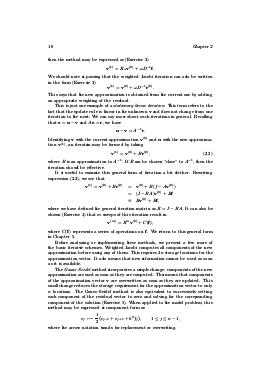 10 Chapter 2
then the method may be expressed as (Exercise 3)
v⁽¹⁾ = R_ω v⁽⁰⁾ + ωD⁻¹f.
We should note in passing that the weighted Jacobi iteration can also be written
in the form (Exercise 3)
v⁽¹⁾ = v⁽⁰⁾ + ωD⁻¹r⁽⁰⁾.
This says that the new approximation is obtained from the current one by adding
an appropriate weighting of the residual.
This is just one example of a stationary linear iteration. This term refers to the
fact that the update rule is linear in the unknown v and does not change from one
iteration to the next. We can say more about such iterations in general. Recalling
that e = u − v and Ae = r, we have
u − v = A⁻¹r.
Identifying v with the current approximation v⁽⁰⁾ and u with the new approxima-
tion v⁽¹⁾, an iteration may be formed by taking
v⁽¹⁾ = v⁽⁰⁾ + Br⁽⁰⁾, (2.2)
where B is an approximation to A⁻¹. If B can be chosen "close" to A⁻¹, then the
iteration should be effective.
It is useful to examine this general form of iteration a bit further. Rewriting
expression (2.2), we see that
v⁽¹⁾ = v⁽⁰⁾ + Br⁽⁰⁾ = v⁽⁰⁾ + B(f − Av⁽⁰⁾)
= (I − BA)v⁽⁰⁾ + Bf
= Rv⁽⁰⁾ + Bf,
where we have defined the general iteration matrix as R = I − BA. It can also be
shown (Exercise 5) that m sweeps of this iteration result in
v⁽ᵐ⁾ = Rᵐv⁽⁰⁾ + C(f),
where C(f) represents a series of operations on f. We return to this general form
in Chapter 5.
Before analyzing or implementing these methods, we present a few more of
the basic iterative schemes. Weighted Jacobi computes all components of the new
approximation before using any of them. This requires 2n storage locations for the
approximation vector. It also means that new information cannot be used as soon
as it is available.
The Gauss–Seidel method incorporates a simple change: components of the new
approximation are used as soon as they are computed. This means that components
of the approximation vector v are overwritten as soon as they are updated. This
small change reduces the storage requirement for the approximation vector to only
n locations. The Gauss–Seidel method is also equivalent to successively setting
each component of the residual vector to zero and solving for the corresponding
component of the solution (Exercise 5). When applied to the model problem, this
method may be expressed in component form as
v_j ← 1/2 (v_{j−1} + v_{j+1} + h²f_j), 1 ≤ j ≤ n − 1,
where the arrow notation stands for replacement or overwriting.